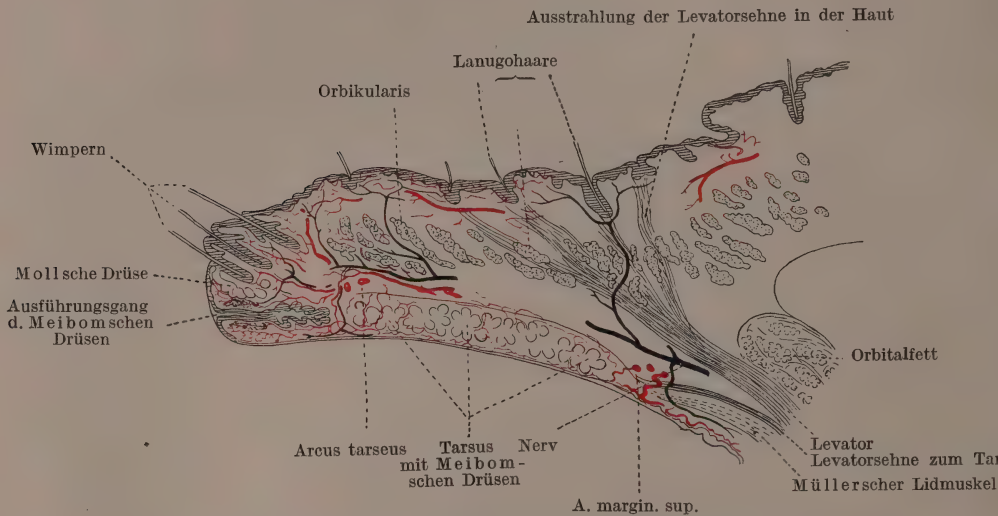 Ausstrahlung der Levatorsehne in der Haut
Lanugohaare
Orbikularis
Wimpern
Mollsche Drüse
Ausführungsgang
d. Meibomschen
Drüsen
Orbitalfett
Arcus tarseus
Tarsus
mit Meibom-
schen Drüsen
Nerv
Levator
Levatorsehne zum Tar
Müllerscher Lidmuskel
A. margin. sup.